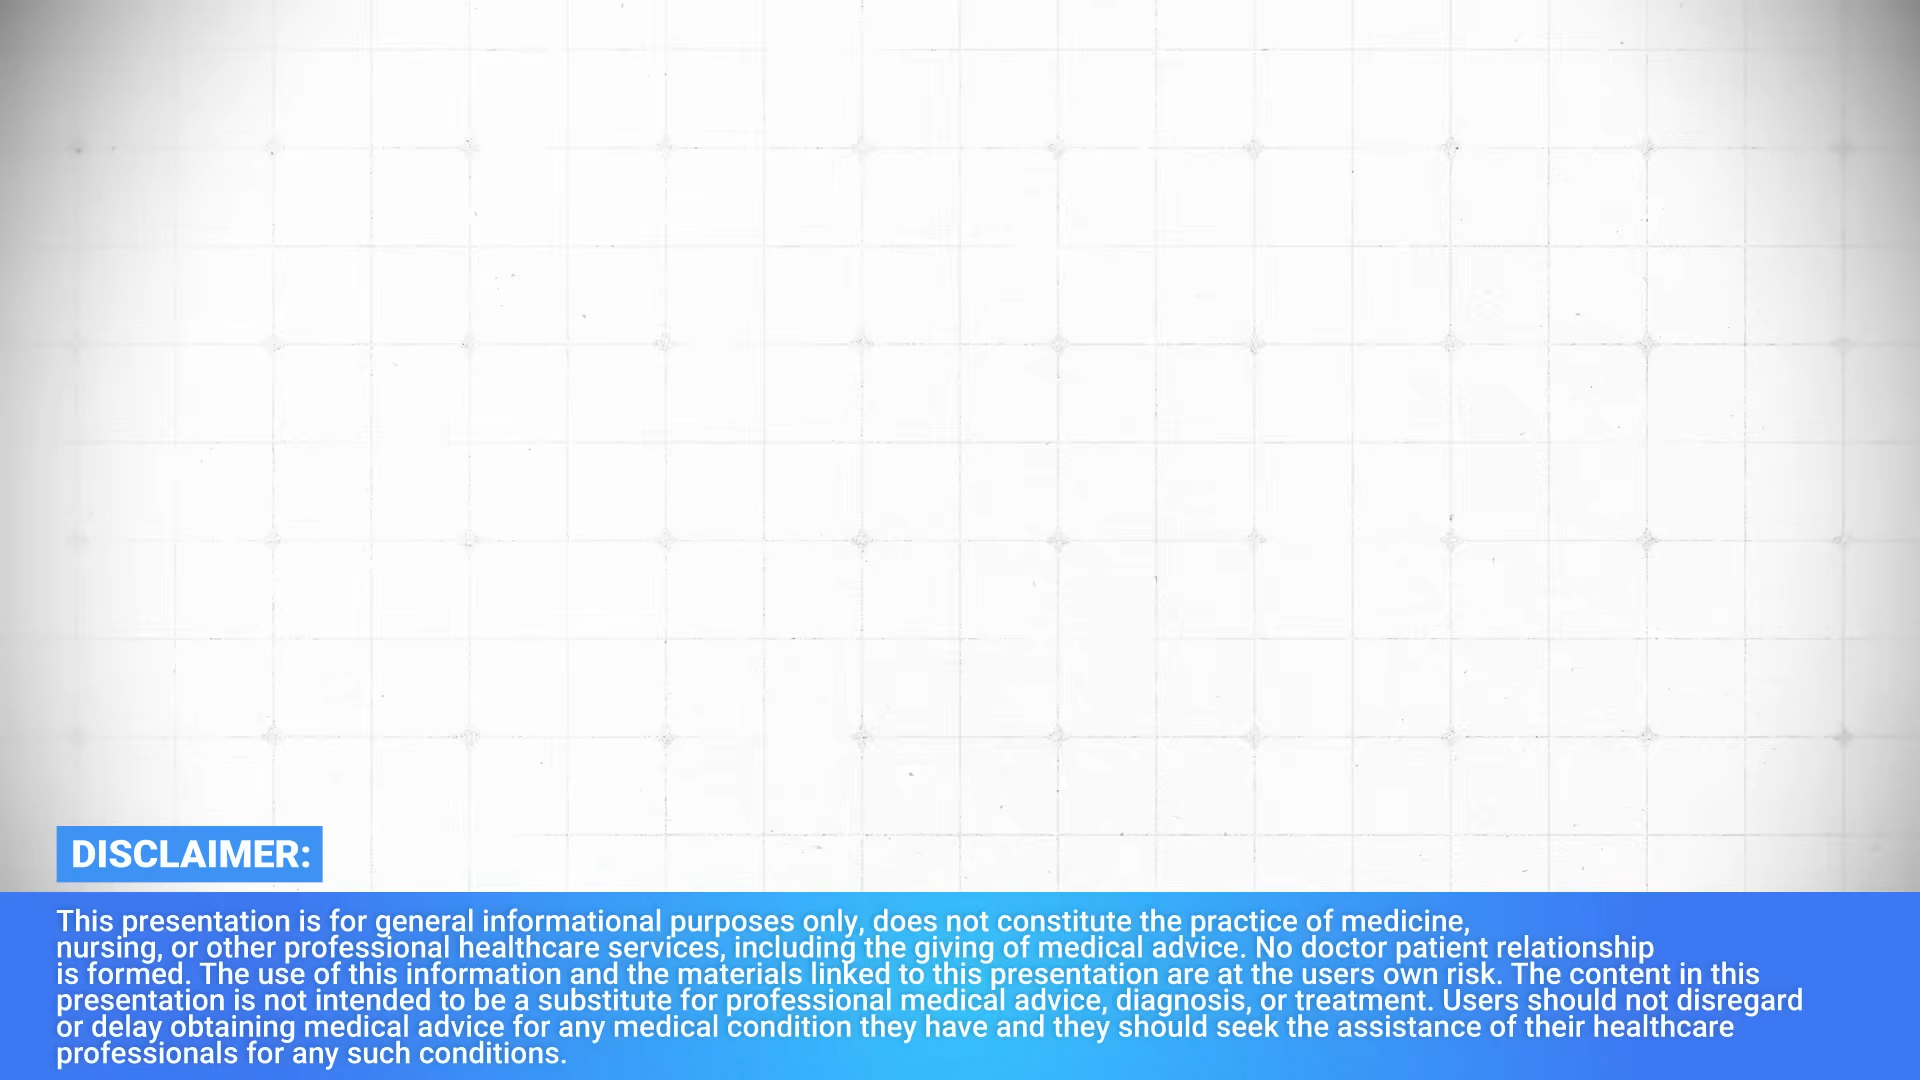 DISCLAIMER:
This presentation is for general informational purposes only, does not constitute the practice of medicine,
nursing, or other professional healthcare services, including the giving of medical advice. No doctor patient relationship
is formed. The use of this information and the materials linked to this presentation are at the users own risk. The content in this
presentation is not intended to be a substitute for professional medical advice, diagnosis, or treatment. Users should not disregard
or delay obtaining medical advice for any medical condition they have and they should seek the assistance of their healthcare
professionals for any such conditions.